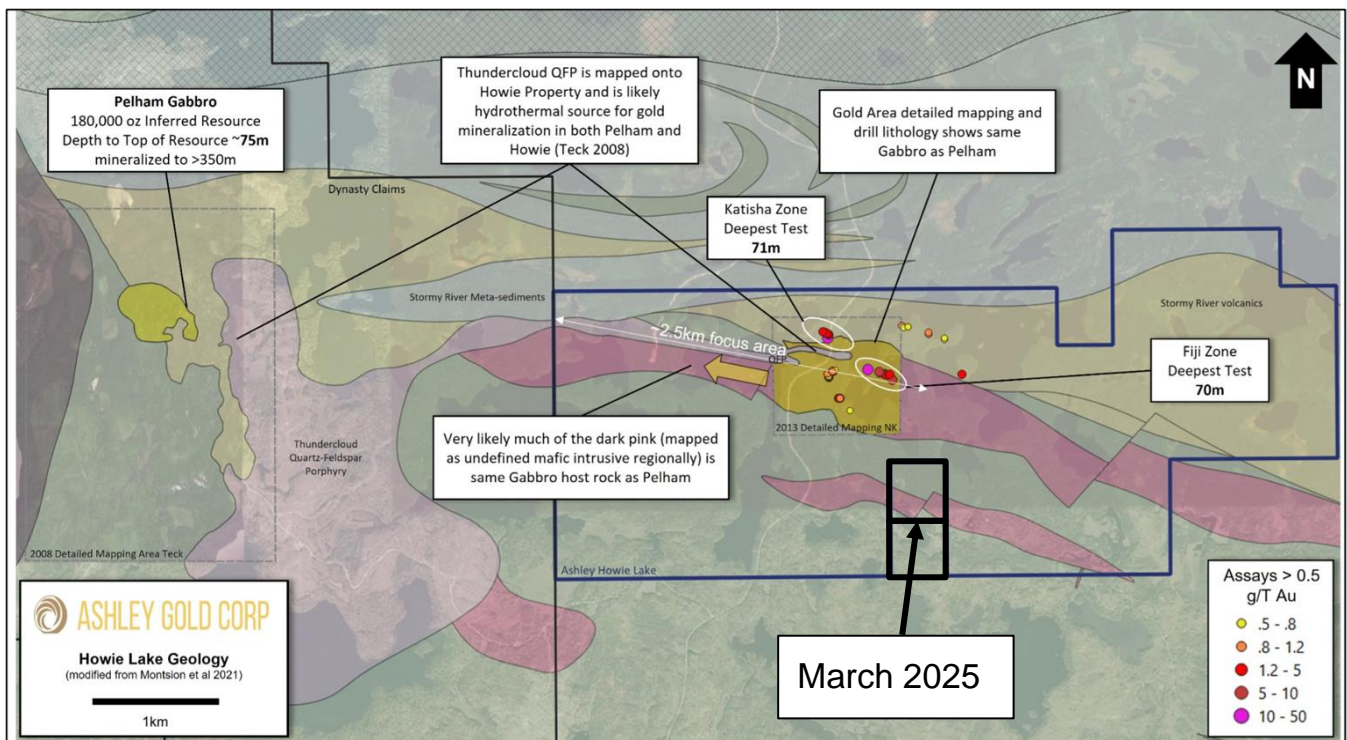 Pelham Gabbro
180,000 oz Inferred Resource
Depth to Top of Resource ~75m
mineralized to >350m
Thundercloud QFP is mapped onto
Howie Property and is likely
hydrothermal source for gold
mineralization in both Pelham and
Howie (Teck 2008)
Gold Area detailed mapping and
drill lithology shows same
Gabbro as Pelham
N
Dynasty Claims
Katisha Zone
Deepest Test
71m
Stormy River Meta-sediments
Stormy River volcanics
~2.5km focus area
QFP
Fiji Zone
Deepest Test
70m
2013 Detailed Mapping NK
Very likely much of the dark pink (mapped
as undefined mafic intrusive regionally) is
same Gabbro host rock as Pelham
Thundercloud
Quartz-Feldspar
Porphyry
2008 Detailed Mapping Area Teck
Ashley Howie Lake
ASHLEY GOLD CORP
Howie Lake Geology
(modified from Montsion et al 2021)
1km
March 2025
Assays > 0.5
g/T Au
.5 - .8
.8 - 1.2
1.2 - 5
5 - 10
10 - 50